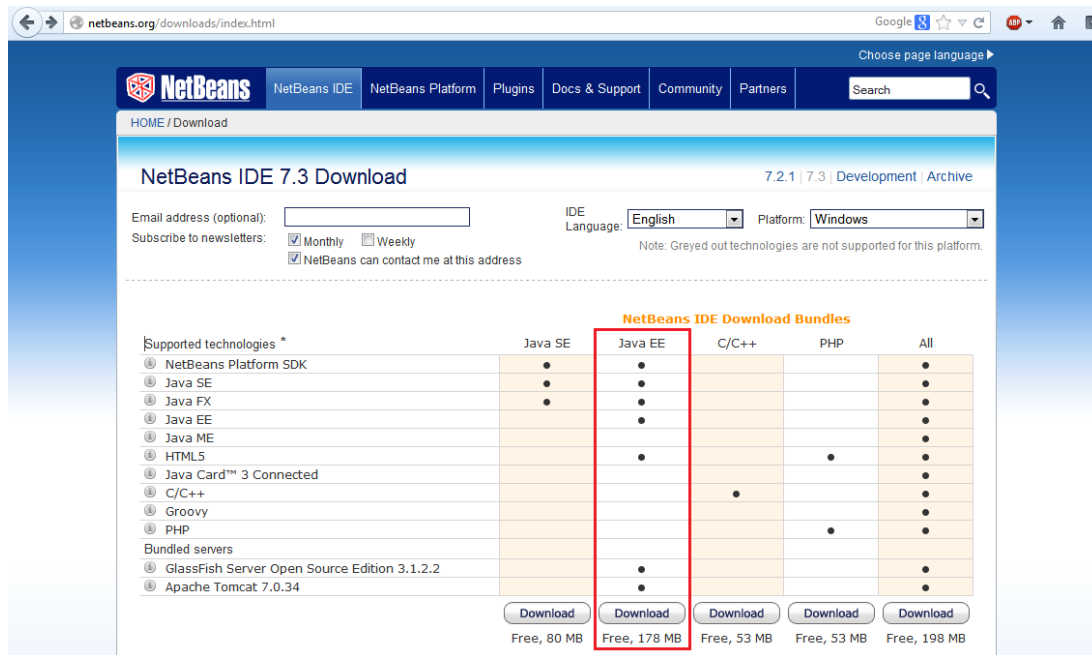 netbeans.org/downloads/index.html Google 8 ABP
Choose page language
NetBeans NetBeans IDE NetBeans Platform Plugins Docs & Support Community Partners Search
HOME / Download
NetBeans IDE 7.3 Download 7.2.1 | 7.3 | Development | Archive
Email address (optional): IDE Language: English Platform: Windows
Subscribe to newsletters: Monthly Weekly Note: Greyed out technologies are not supported for this platform.
NetBeans can contact me at this address
NetBeans IDE Download Bundles
Supported technologies * Java SE Java EE C/C++ PHP All
NetBeans Platform SDK
Java SE
Java FX
Java EE
Java ME
HTML5
Java Card™ 3 Connected
C/C++
Groovy
PHP
Bundled servers
GlassFish Server Open Source Edition 3.1.2.2
Apache Tomcat 7.0.34
Download Download Download Download Download
Free, 80 MB Free, 178 MB Free, 53 MB Free, 53 MB Free, 198 MB